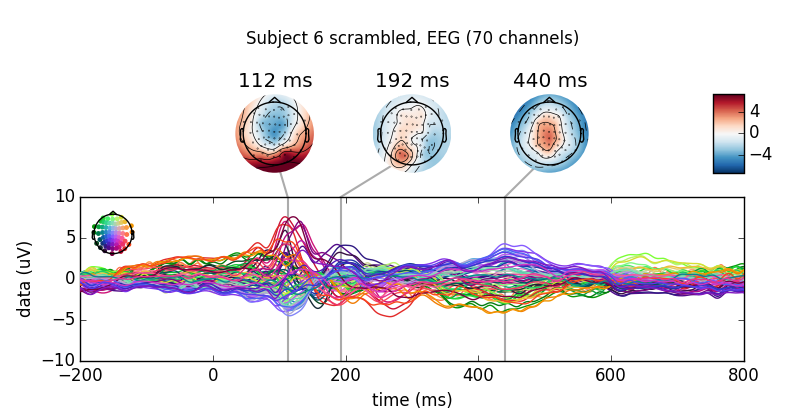 Subject 6 scrambled, EEG (70 channels)
112 ms 192 ms 440 ms
4
0
−4
10
5
0
−5
−10
data (uV)
−200 0 200 400 600 800
time (ms)